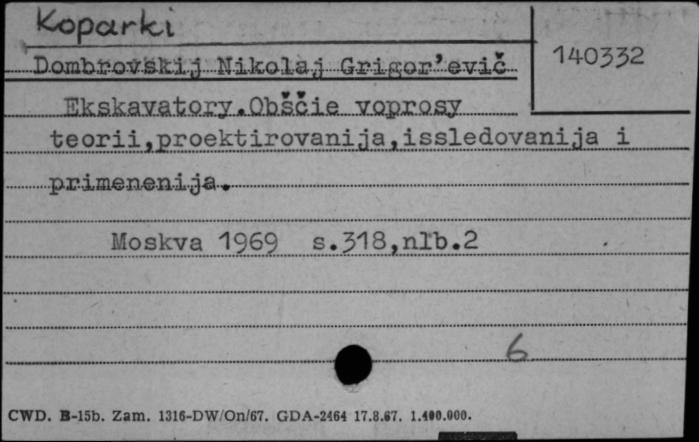 Koparki
140332
Dombrovskij Nikolaj Grigor'evič
Ekskavatory.Obščie voprosy
teorii,proektirovanija,issledovanija i
primenenija.
Moskva 1969 s.318,nlb.2
6
CWD. B-15b. Zam. 1316-DW/On/67. GDA-2464 17.8.67. 1.400.000.